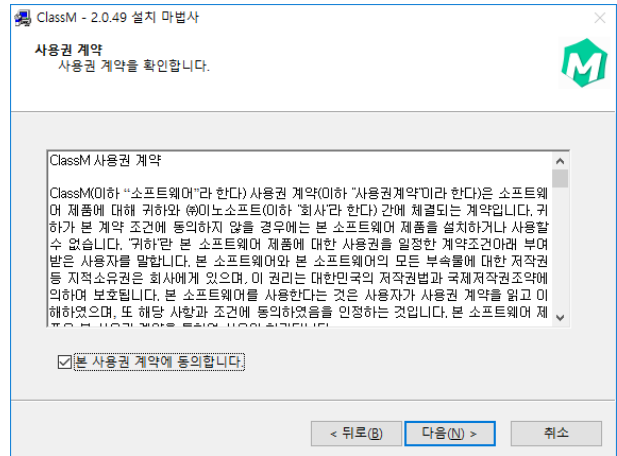 ClassM - 2.0.49 설치 마법사
사용권 계약
사용권 계약을 확인합니다.
ClassM 사용권 계약
ClassM(이하 “소프트웨어”라 한다) 사용권 계약(이하 "사용권계약"이라 한다)은 소프트웨
어 제품에 대해 귀하와 ㈜이노소프트(이하 "회사"라 한다) 간에 체결되는 계약입니다. 귀
하가 본 계약 조건에 동의하지 않을 경우에는 본 소프트웨어 제품을 설치하거나 사용할
수 없습니다. "귀하"란 본 소프트웨어 제품에 대한 사용권을 일정한 계약조건아래 부여
받은 사용자를 말합니다. 본 소프트웨어와 본 소프트웨어의 모든 부속물에 대한 저작권
등 지적소유권은 회사에게 있으며, 이 권리는 대한민국의 저작권법과 국제저작권조약에
의하여 보호됩니다. 본 소프트웨어를 사용한다는 것은 사용자가 사용권 계약을 읽고 이
해하였으며, 또 해당 사항과 조건에 동의하였음을 인정하는 것입니다. 본 소프트웨어 제
본 사용권 계약에 동의합니다.
< 뒤로(B)
다음(N) >
취소